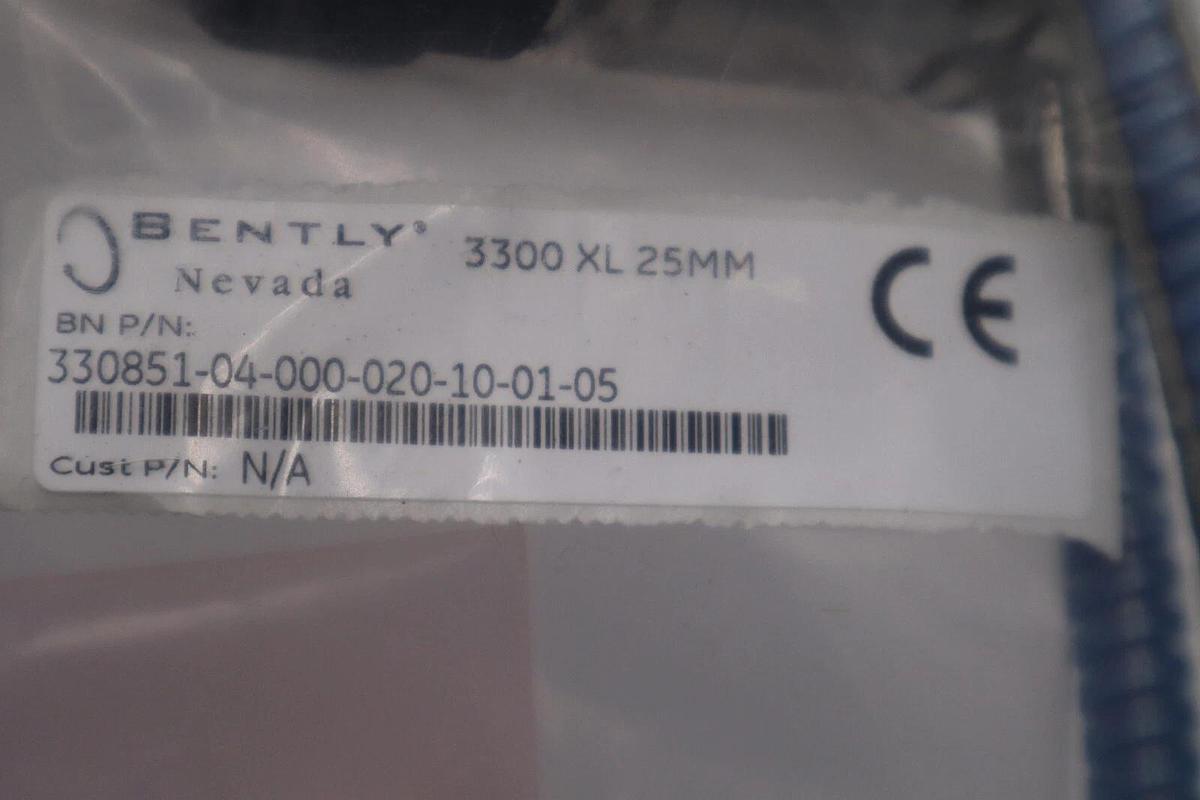 BENTLY® 3300 XL 25MM
Nevada
CE
BN P/N:
330851-04-000-020-10-01-05
Cust P/N: N/A